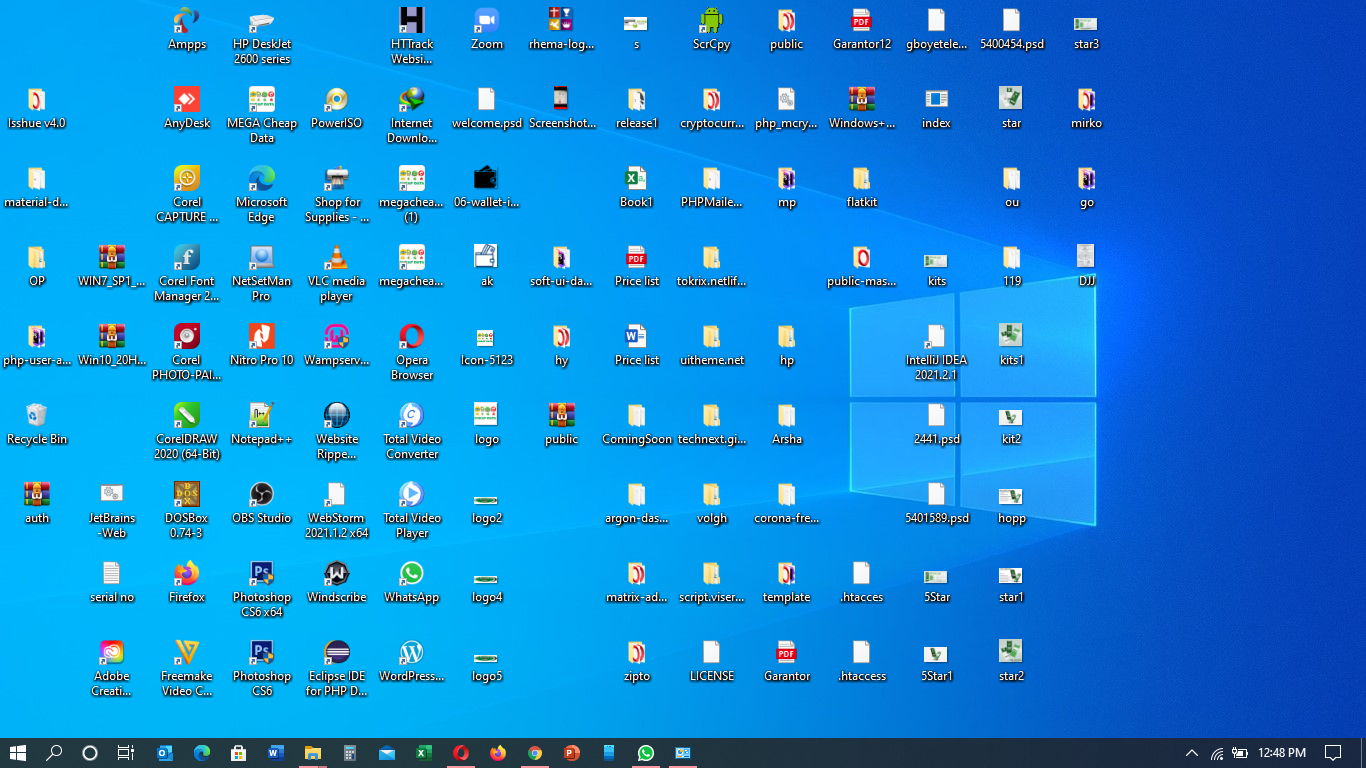 Ampps
HP DeskJet
2600 series
HTTrack
Websi...
Zoom
rhema-log...
s
ScrCpy
public
Garantor12
gboyetele...
5400454.psd
star3
Isshue v4.0
AnyDesk
MEGA Cheap
Data
PowerISO
Internet
Downlo...
welcome.psd
Screenshot...
release1
cryptocurr...
php_mcry...
Windows+...
index
star
mirko
material-d...
Corel
CAPTURE ...
Microsoft
Edge
Shop for
Supplies - ...
megachea...
(1)
06-wallet-i...
Book1
PHPMaile...
mp
flatkit
ou
go
OP
WIN7_SP1_...
Corel Font
Manager 2...
NetSetMan
Pro
VLC media
player
megachea...
ak
soft-ui-da...
Price list
tokrix.netlif...
public-mas...
kits
119
DJJ
php-user-a...
Win10_20H...
Corel
PHOTO-PAI...
Nitro Pro 10
Wampserv...
Opera
Browser
Icon-5123
hy
Price list
uitheme.net
hp
IntelliJ IDEA
2021.2.1
kits1
Recycle Bin
CorelDRAW
2020 (64-Bit)
Notepad++
Website
Rippe...
Total Video
Converter
logo
public
ComingSoon
technext.gi...
Arsha
2441.psd
kit2
auth
JetBrains
-Web
DOSBox
0.74-3
OBS Studio
WebStorm
2021.1.2 x64
Total Video
Player
logo2
argon-das...
volgh
corona-fre...
5401589.psd
hopp
serial no
Firefox
Photoshop
CS6 x64
Windscribe
WhatsApp
logo4
matrix-ad...
script.viser...
template
.htacces
5Star
star1
Adobe
Creati...
Freemake
Video C...
Photoshop
CS6
Eclipse IDE
for PHP D...
WordPress...
logo5
zipto
LICENSE
Garantor
.htaccess
5Star1
star2
12:48 PM